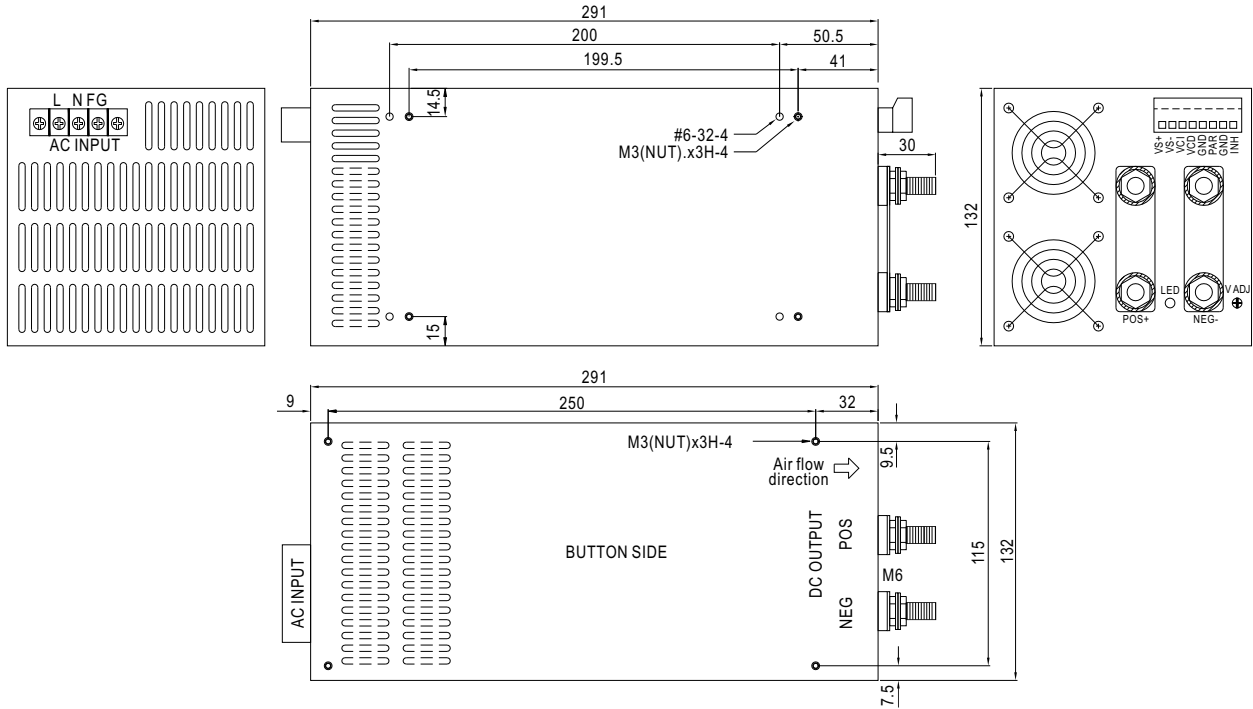 291
200
50.5
199.5
41
L N FG
AC INPUT
14.5
#6-32-4
M3(NUT).x3H-4
30
15
132
VS+
VS-
VCI
VCD
GND
PAR
GND
INH
LED
V ADJ
POS+
NEG-
291
9
250
32
M3(NUT)x3H-4
9.5
Air flow
direction
AC INPUT
BUTTON SIDE
DC OUTPUT
POS
NEG
M6
115
132
7.5